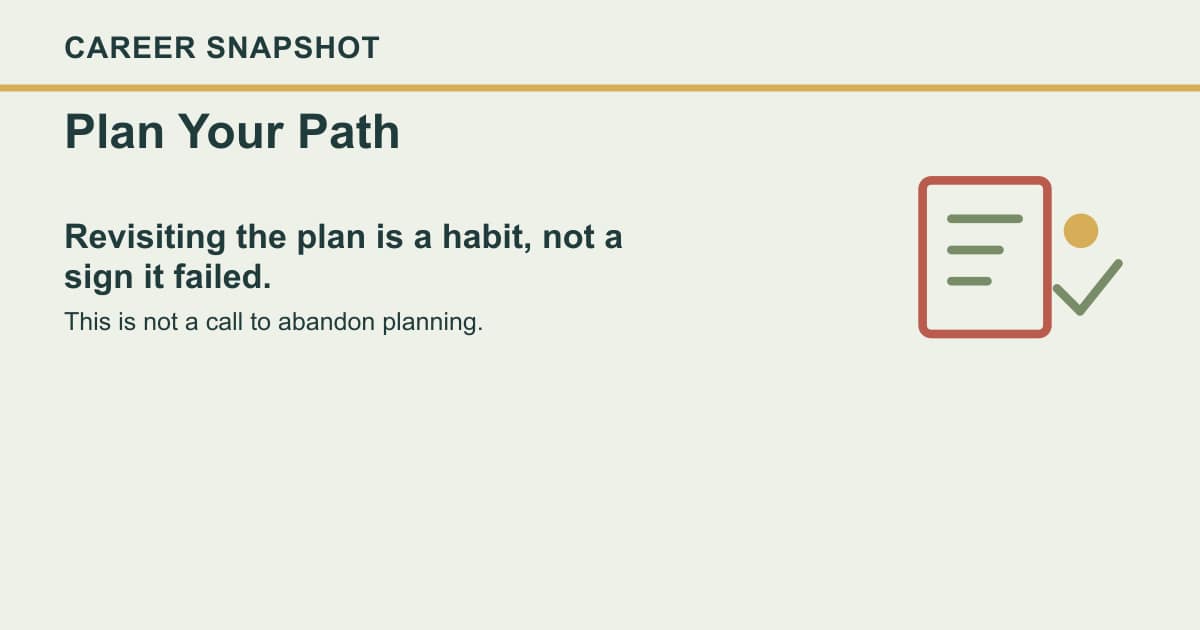 CAREER SNAPSHOT
Plan Your Path
Revisiting the plan is a habit, not a
sign it failed.
This is not a call to abandon planning.